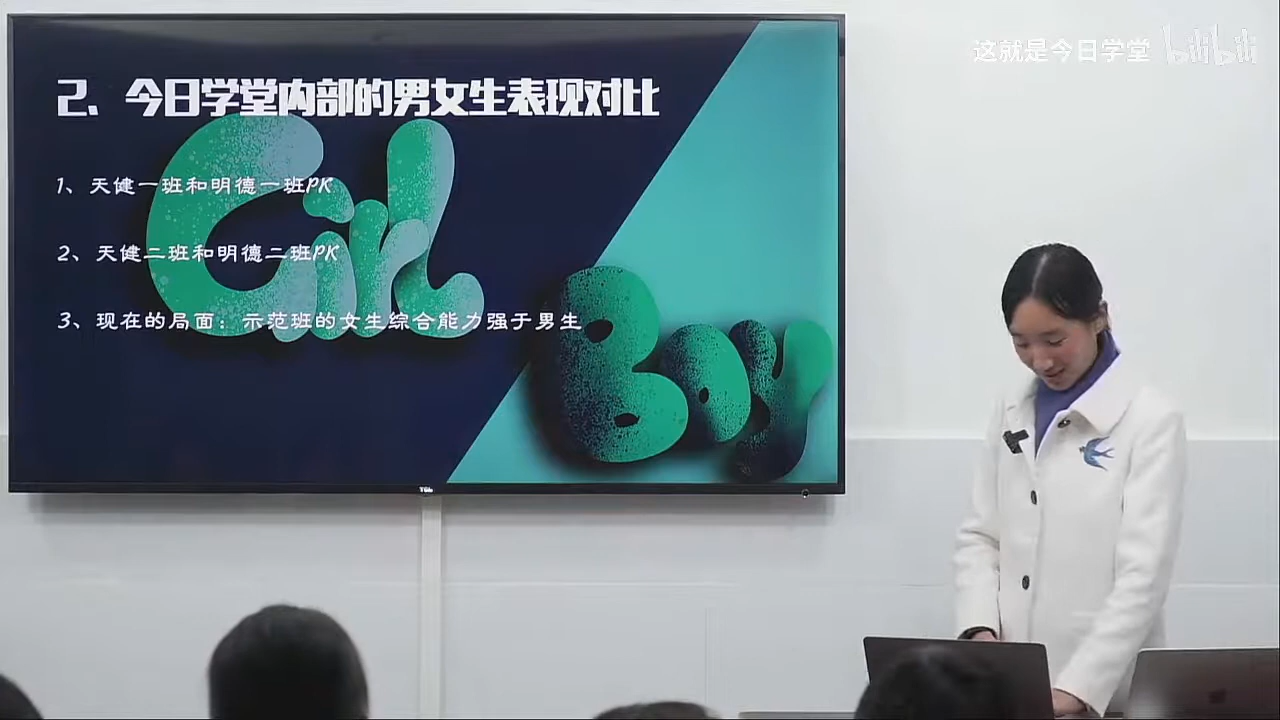 这就是今日学堂 bilibili
2、今日学堂内部的男女生表现对比
1、天健一班和明德一班PK
2、天健二班和明德二班PK
3、现在的局面：示范班的女生综合能力强于男生
Girl
Boy